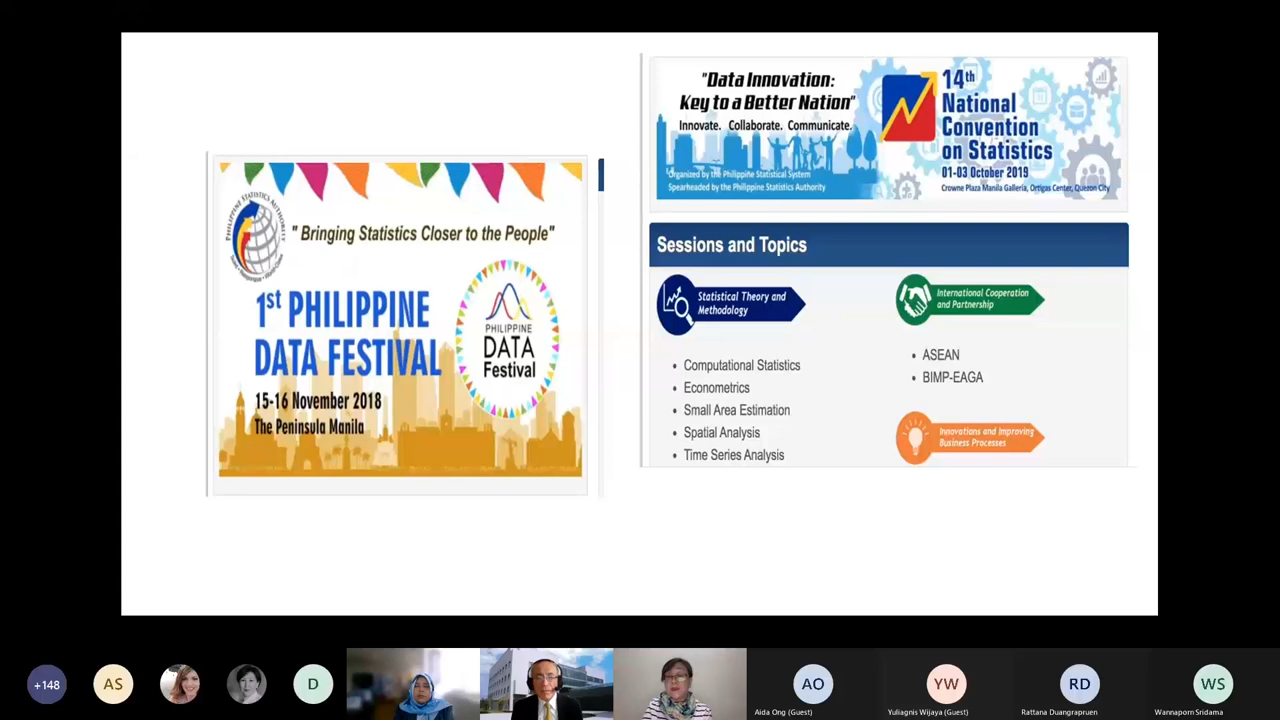 "Bringing Statistics Closer to the People"
PHILIPPINE STATISTICS AUTHORITY
1st PHILIPPINE
DATA FESTIVAL
15-16 November 2018
The Peninsula Manila
PHILIPPINE
DATA
Festival
"Data Innovation:
Key to a Better Nation"
Innovate. Collaborate. Communicate.
Organized by the Philippine Statistical System
Spearheaded by the Philippine Statistics Authority
14th
National
Convention
on Statistics
01-03 October 2019
Crowne Plaza Manila Galleria, Ortigas Center, Quezon City
Sessions and Topics
Statistical Theory and
Methodology
• Computational Statistics
• Econometrics
• Small Area Estimation
• Spatial Analysis
• Time Series Analysis
International Cooperation
and Partnership
• ASEAN
• BIMP-EAGA
Innovations and Improving
Business Processes
+148
AS
D
AO
Aida Ong (Guest)
YW
Yuliagnis Wijaya (Guest)
RD
Rattana Duangrapruen
WS
Wannaporn Sridama